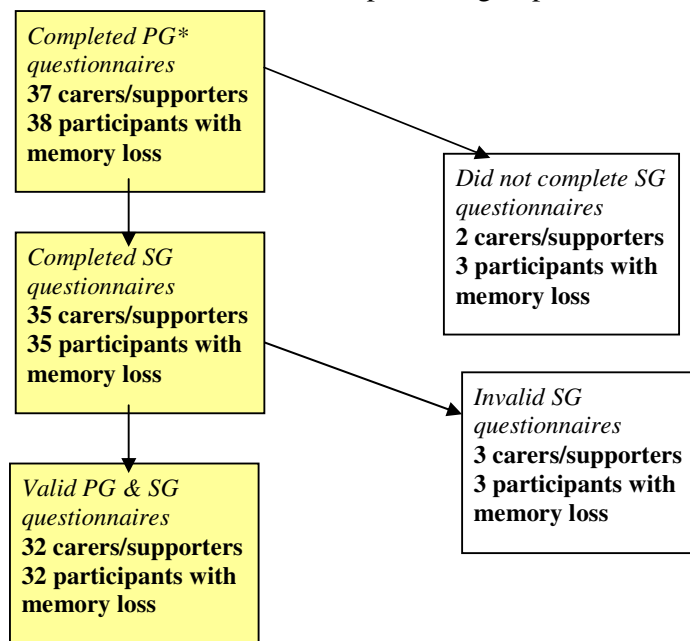 Completed PG*
questionnaires
37 carers/supporters
38 participants with
memory loss
Did not complete SG
questionnaires
2 carers/supporters
3 participants with
memory loss
Completed SG
questionnaires
35 carers/supporters
35 participants with
memory loss
Invalid SG
questionnaires
3 carers/supporters
3 participants with
memory loss
Valid PG & SG
questionnaires
32 carers/supporters
32 participants with
memory loss